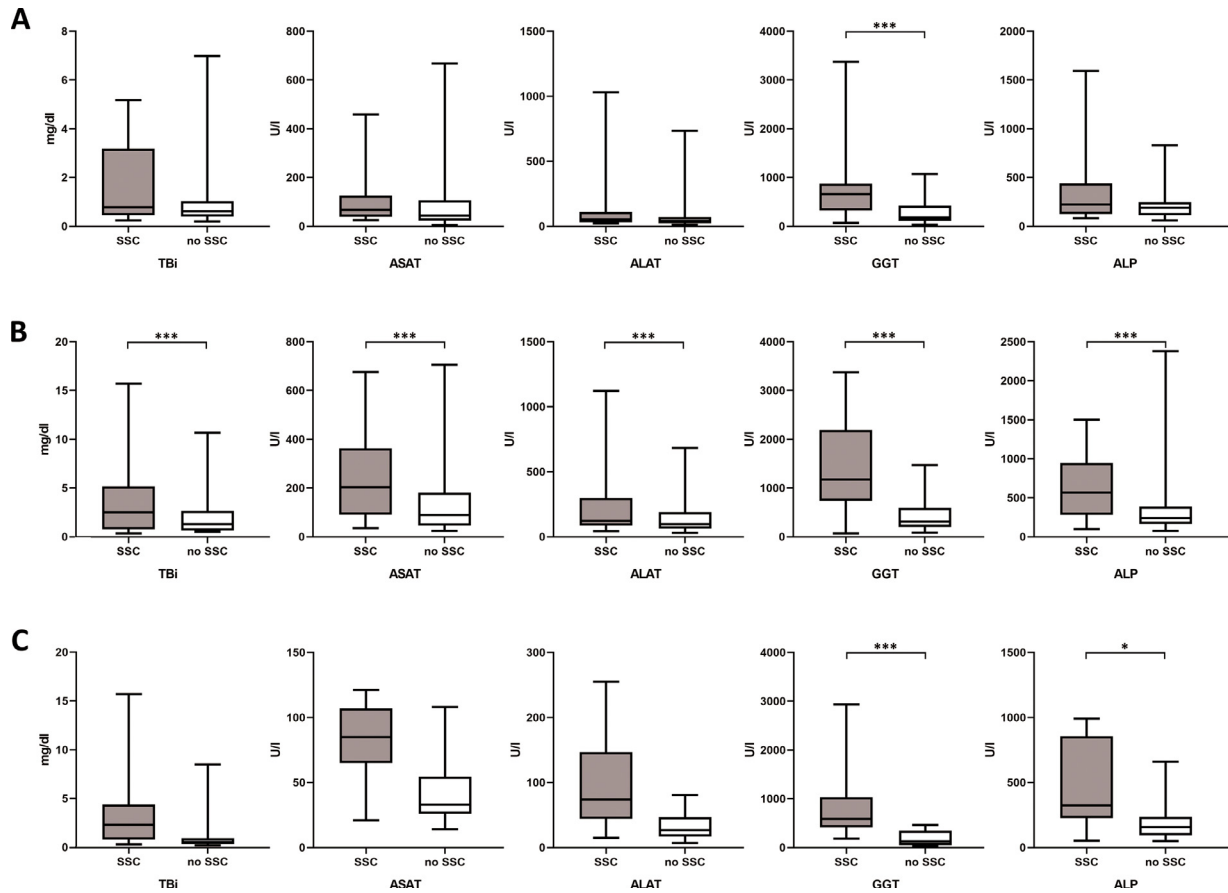 A
8
6
4
2
0
mg/dl
SSC
no SSC
TBi
800
600
400
200
0
U/l
SSC
no SSC
ASAT
1500
1000
500
0
U/l
SSC
no SSC
ALAT
4000
3000
2000
1000
0
U/l
***
SSC
no SSC
GGT
2000
1500
1000
500
0
U/l
SSC
no SSC
ALP
B
20
15
10
5
0
mg/dl
***
SSC
no SSC
TBi
800
600
400
200
0
U/l
***
SSC
no SSC
ASAT
1500
1000
500
0
U/l
***
SSC
no SSC
ALAT
4000
3000
2000
1000
0
U/l
***
SSC
no SSC
GGT
2500
2000
1500
1000
500
0
U/l
***
SSC
no SSC
ALP
C
20
15
10
5
0
mg/dl
SSC
no SSC
TBi
150
100
50
0
U/l
SSC
no SSC
ASAT
300
200
100
0
U/l
SSC
no SSC
ALAT
4000
3000
2000
1000
0
U/l
***
SSC
no SSC
GGT
1500
1000
500
0
U/l
*
SSC
no SSC
ALP